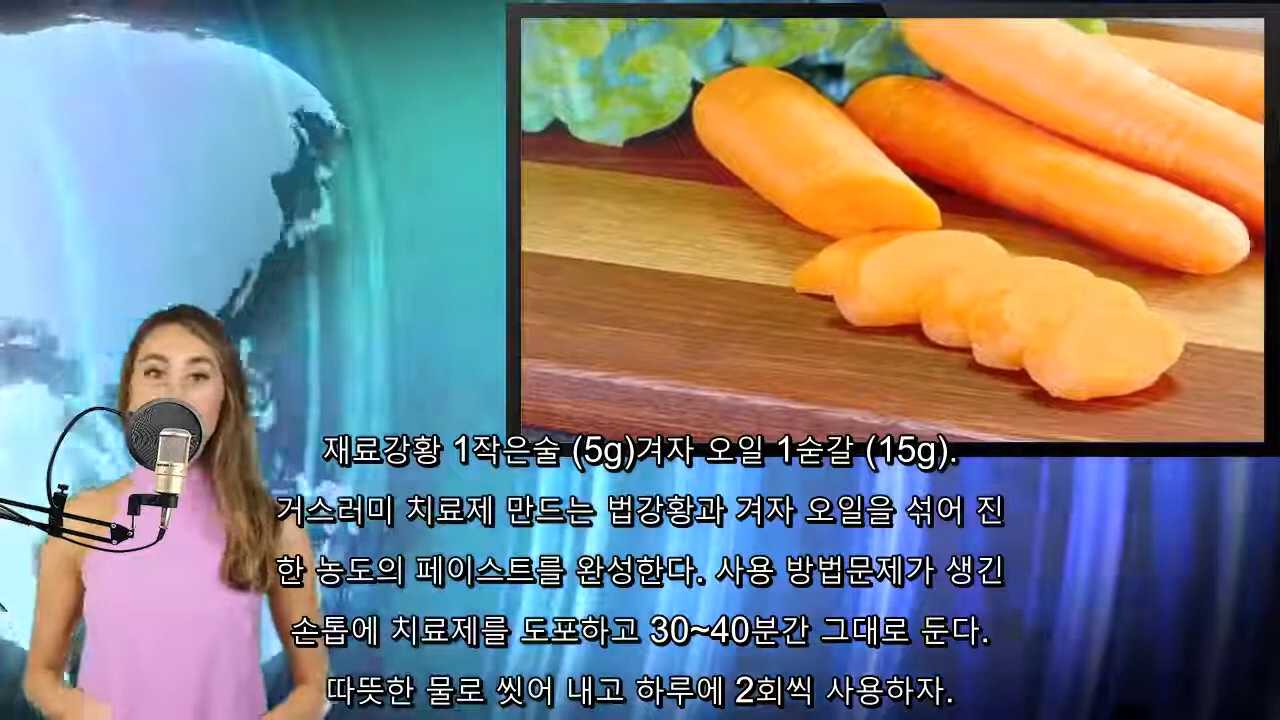 재료강황 1작은술 (5g)겨자 오일 1숟갈 (15g).
거스러미 치료제 만드는 법강황과 겨자 오일을 섞어 진
한 농도의 페이스트를 완성한다. 사용 방법문제가 생긴
손톱에 치료제를 도포하고 30~40분간 그대로 둔다.
따뜻한 물로 씻어 내고 하루에 2회씩 사용하자.